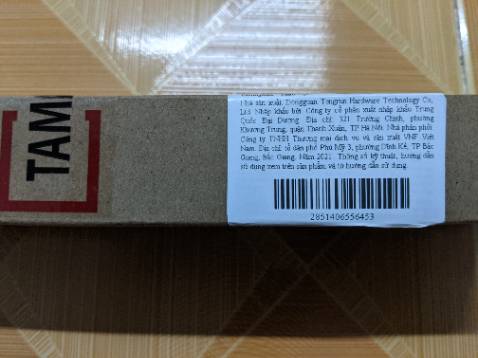 TAM
Nhà sản xuất: Dongguan Tongrun Hardware Technology Co,
Ltd. Nhập khẩu bởi: Công ty cổ phần xuất nhập khẩu Trung
Quốc Đại Dương. Địa chỉ: 321 Trường Chinh, phường
Khương Trung, quận Thanh Xuân, TP Hà Nội. Nhà phân phối:
Công ty TNHH Thương mại dịch vụ và sản xuất VNF Việt
Nam. Địa chỉ: tổ dân phố Phú Mỹ 3, phường Dĩnh Kế, TP Bắc
Giang, Bắc Giang. Năm 2021. Thông số kỹ thuật, hướng dẫn
sử dụng xem trên sản phẩm và tờ hướng dẫn sử dụng.
2851406556453